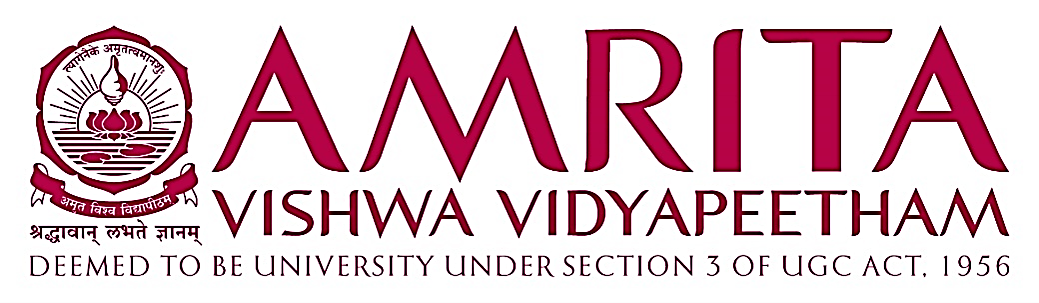 त्यागेनैके अमृतत्वमानशुः
AMRITA
अमृत विश्व विद्यापीठम्
VISHWA VIDYAPEETHAM
श्रद्धावान् लभते ज्ञानम्
DEEMED TO BE UNIVERSITY UNDER SECTION 3 OF UGC ACT, 1956